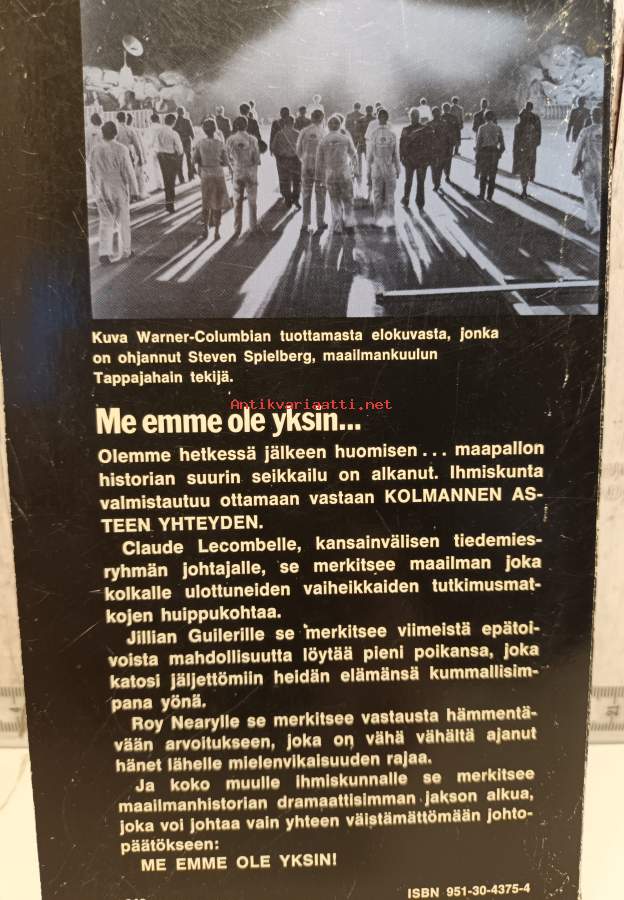 Kuva Warner-Columbian tuottamasta elokuvasta, jonka
on ohjannut Steven Spielberg, maailmankuulun
Tappajahain tekijä.
Antikvariaatti.net
Me emme ole yksin...
Olemme hetkessä jälkeen huomisen... maapallon
historian suurin seikkailu on alkanut. Ihmiskunta
valmistautuu ottamaan vastaan KOLMANNEN AS-
TEEN YHTEYDEN.
Claude Lecombelle, kansainvälisen tiedemies-
ryhmän johtajalle, se merkitsee maailman joka
kolkalle ulottuneiden vaiheikkaiden tutkimusmat-
kojen huippukohtaa.
Jillian Guilerille se merkitsee viimeistä epätoi-
voista mahdollisuutta löytää pieni poikansa, joka
katosi jäljettömiin heidän elämänsä kummallisim-
pana yönä.
Roy Nearylle se merkitsee vastausta hämmentä-
vään arvoitukseen, joka on vähä vähältä ajanut
hänet lähelle mielenvikaisuuden rajaa.
Ja koko muulle ihmiskunnalle se merkitsee
maailmanhistorian dramaattisimman jakson alkua,
joka voi johtaa vain yhteen väistämättömään johto-
päätökseen:
ME EMME OLE YKSIN!
ISBN 951-30-4375-4